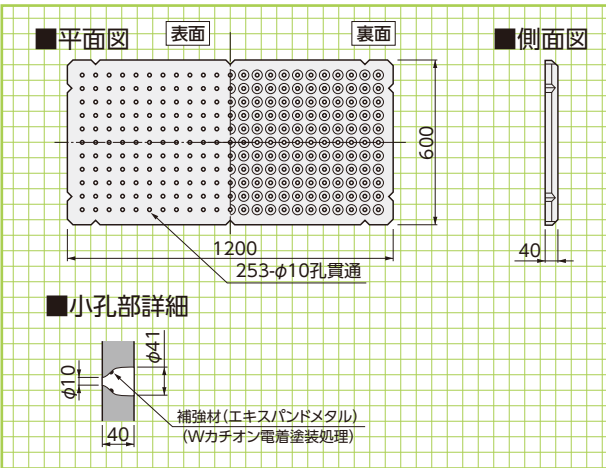 ■平面図
表面
裏面
■側面図
600
1200
40
253-φ10孔貫通
■小孔部詳細
φ10
φ41
40
補強材(エキスパンドメタル)
(Wカチオン電着塗装処理)